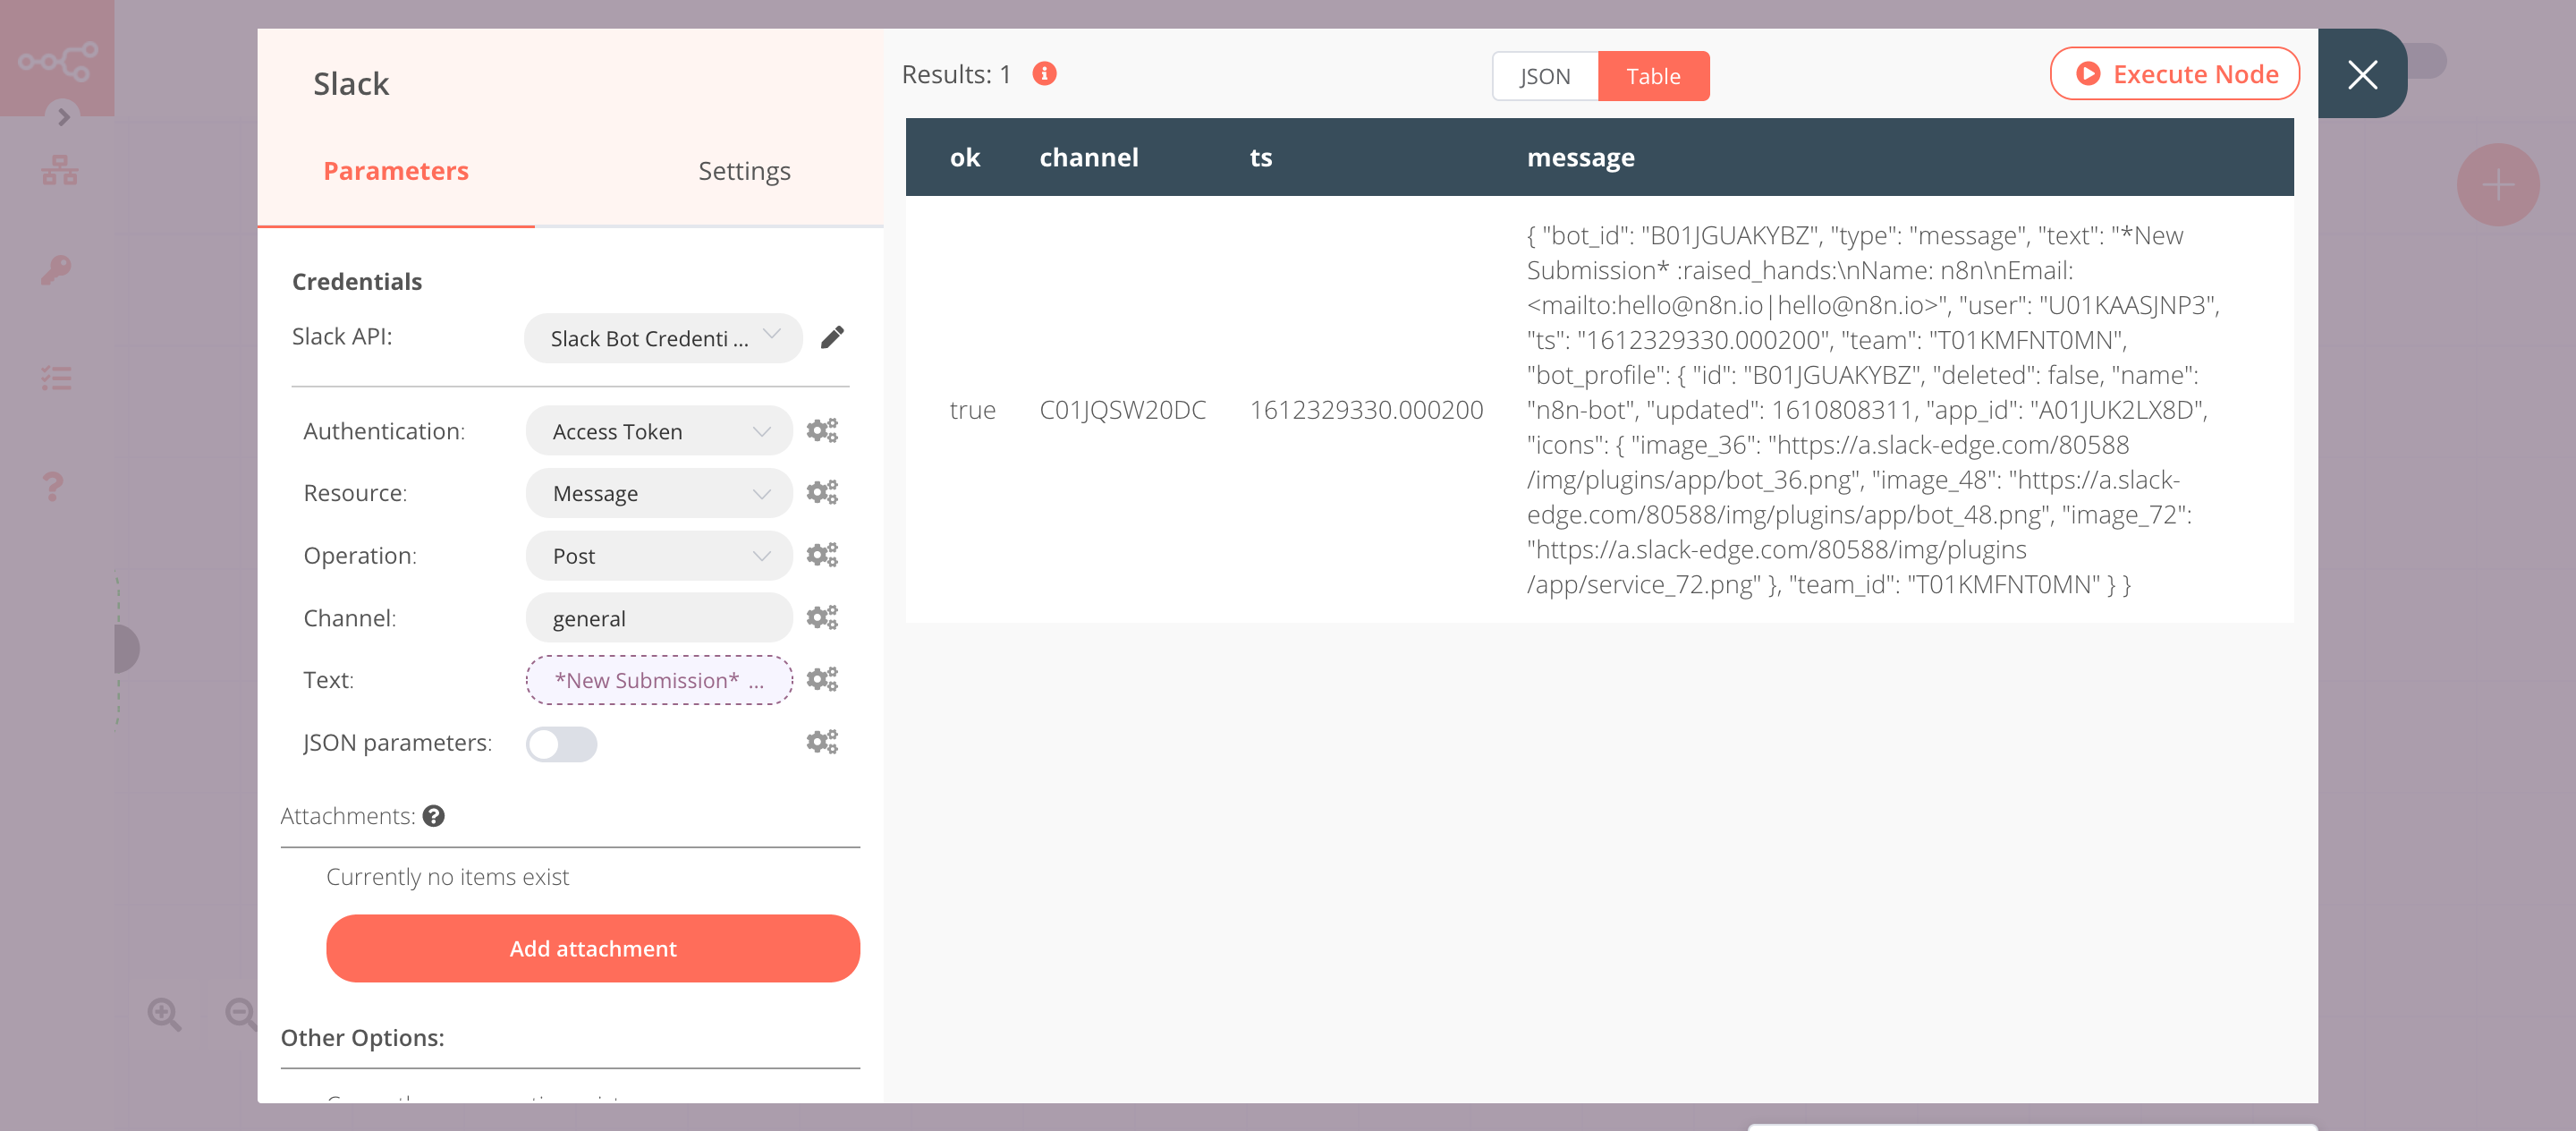 Slack
Parameters
Settings
Credentials
Slack API:
Slack Bot Credenti ...
Authentication:
Access Token
Resource:
Message
Operation:
Post
Channel:
general
Text:
*New Submission* ...
JSON parameters:
Attachments:
Currently no items exist
Add attachment
Other Options:
Results: 1
JSON
Table
Execute Node
ok channel ts message
true C01JQSW20DC 1612329330.000200
{ "bot_id": "B01JGUAKYBZ", "type": "message", "text": "*New
Submission* :raised_hands:\nName: n8n\nEmail:
<mailto:hello@n8n.io|hello@n8n.io>", "user": "U01KAASJNP3",
"ts": "1612329330.000200", "team": "T01KMFNT0MN",
"bot_profile": { "id": "B01JGUAKYBZ", "deleted": false, "name":
"n8n-bot", "updated": 1610808311, "app_id": "A01JUK2LX8D",
"icons": { "image_36": "https://a.slack-edge.com/80588
/img/plugins/app/bot_36.png", "image_48": "https://a.slack-
edge.com/80588/img/plugins/app/bot_48.png", "image_72":
"https://a.slack-edge.com/80588/img/plugins
/app/service_72.png" }, "team_id": "T01KMFNT0MN" } }